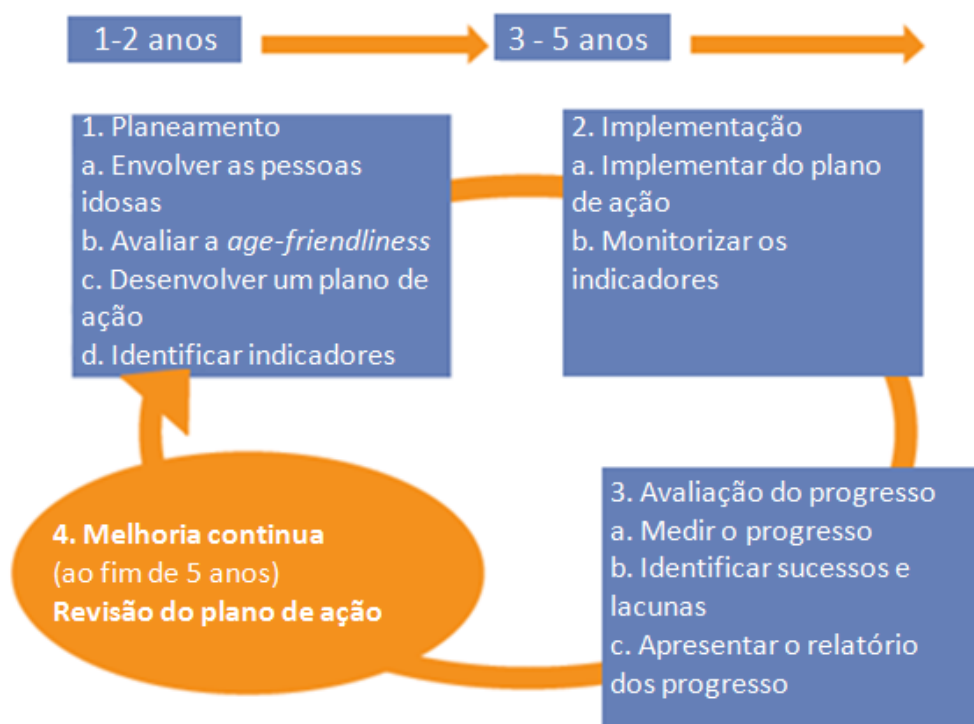 1-2 anos
3 - 5 anos
1. Planeamento
a. Envolver as pessoas
idosas
b. Avaliar a age-friendliness
c. Desenvolver um plano de
ação
d. Identificar indicadores
2. Implementação
a. Implementar do plano
de ação
b. Monitorizar os
indicadores
3. Avaliação do progresso
a. Medir o progresso
b. Identificar sucessos e
lacunas
c. Apresentar o relatório
dos progresso
4. Melhoria continua
(ao fim de 5 anos)
Revisão do plano de ação